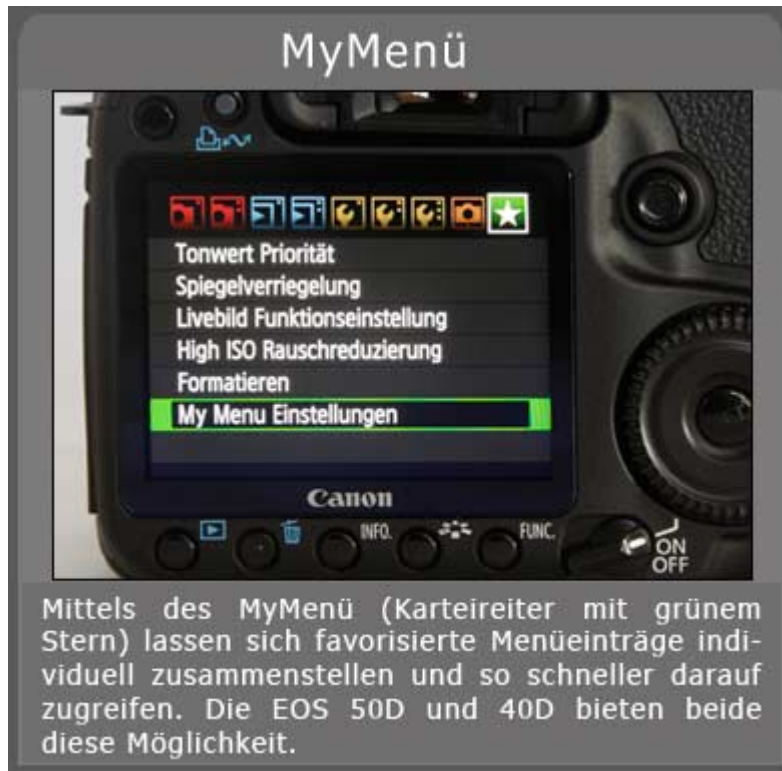 MyMenü
Tonwert Priorität
Spiegelverriegelung
Livebild Funktionseinstellung
High ISO Rauschreduzierung
Formatieren
My Menu Einstellungen
Canon
INFO.
FUNC.
ON
OFF
Mittels des MyMenü (Karteireiter mit grünem
Stern) lassen sich favorisierte Menüeinträge indi-
viduell zusammenstellen und so schneller darauf
zugreifen. Die EOS 50D und 40D bieten beide
diese Möglichkeit.